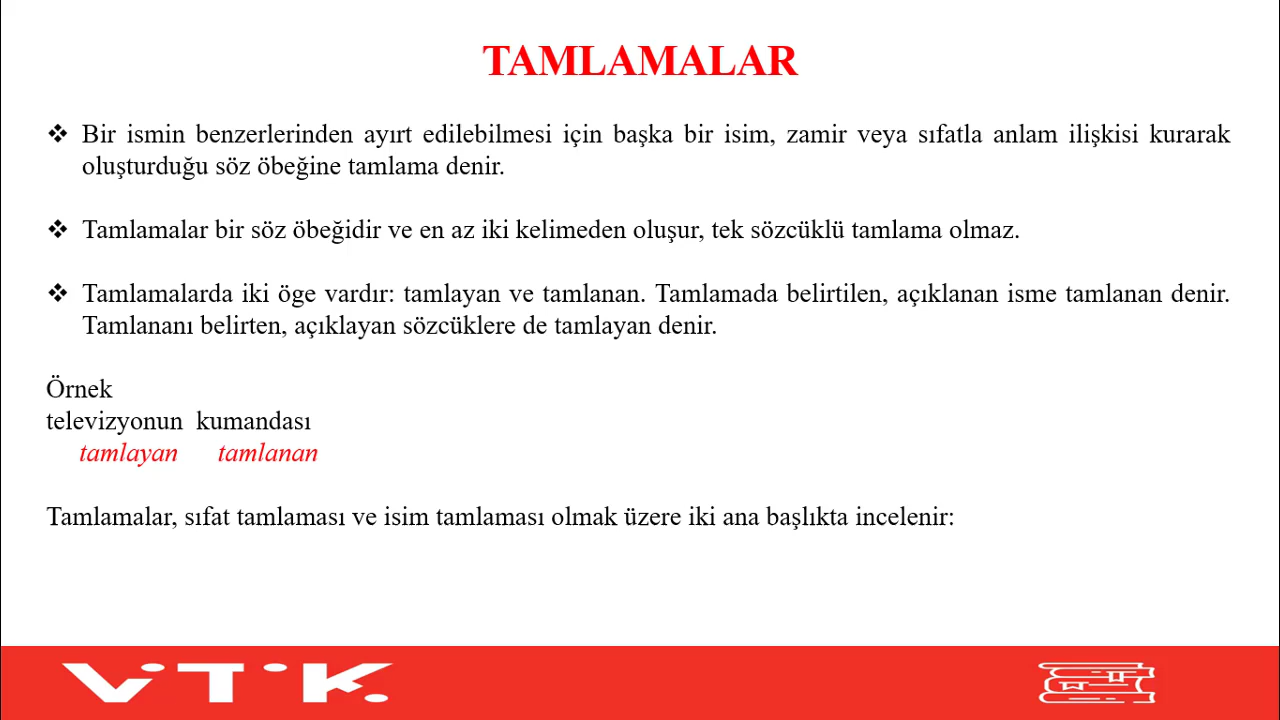 TAMLAMALAR
❖ Bir ismin benzerlerinden ayırt edilebilmesi için başka bir isim, zamir veya sıfatla anlam ilişkisi kurarak
oluşturduğu söz öbeğine tamlama denir.
❖ Tamlamalar bir söz öbeğidir ve en az iki kelimeden oluşur, tek sözcüklü tamlama olmaz.
❖ Tamlamalarda iki öge vardır: tamlayan ve tamlanan. Tamlamada belirtilen, açıklanan isme tamlanan denir.
Tamlananı belirten, açıklayan sözcüklere de tamlayan denir.
Örnek
televizyonun kumandası
tamlayan tamlanan
Tamlamalar, sıfat tamlaması ve isim tamlaması olmak üzere iki ana başlıkta incelenir:
VTK